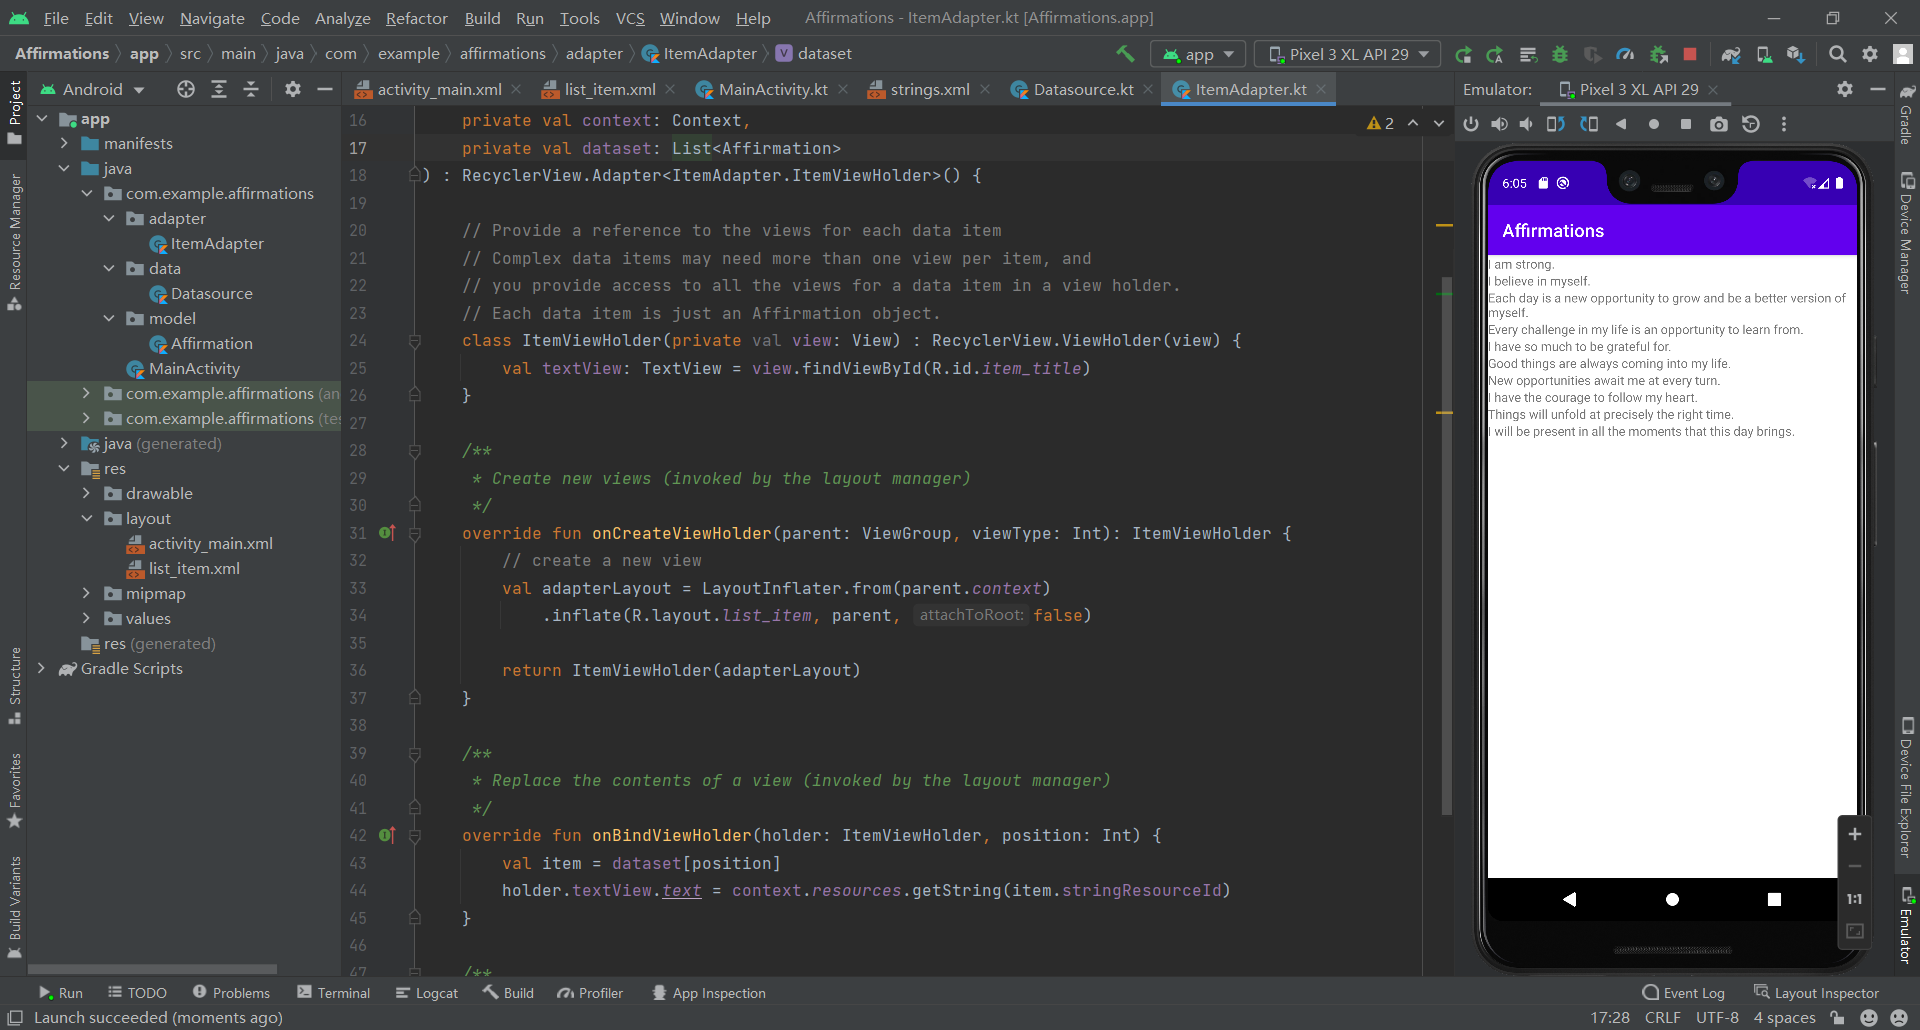 File Edit View Navigate Code Analyze Refactor Build Run Tools VCS Window Help Affirmations - ItemAdapter.kt [Affirmations.app]
Affirmations app src main java com example affirmations adapter ItemAdapter dataset app Pixel 3 XL API 29
Android activity_main.xml list_item.xml MainActivity.kt strings.xml Datasource.kt ItemAdapter.kt Emulator: Pixel 3 XL API 29
Project
Resource Manager
Structure
Favorites
Build Variants
app
manifests
java
com.example.affirmations
adapter
ItemAdapter
data
Datasource
model
Affirmation
MainActivity
com.example.affirmations (an
com.example.affirmations (tes
java (generated)
res
drawable
layout
activity_main.xml
list_item.xml
mipmap
values
res (generated)
Gradle Scripts
2
16 private val context: Context,
17 private val dataset: List<Affirmation>
18 ) : RecyclerView.Adapter<ItemAdapter.ItemViewHolder>() {
19
20 // Provide a reference to the views for each data item
21 // Complex data items may need more than one view per item, and
22 // you provide access to all the views for a data item in a view holder.
23 // Each data item is just an Affirmation object.
24 class ItemViewHolder(private val view: View) : RecyclerView.ViewHolder(view) {
25 val textView: TextView = view.findViewById(R.id.item_title)
26 }
27
28 /**
29 * Create new views (invoked by the layout manager)
30 */
31 override fun onCreateViewHolder(parent: ViewGroup, viewType: Int): ItemViewHolder {
32 // create a new view
33 val adapterLayout = LayoutInflater.from(parent.context)
34 .inflate(R.layout.list_item, parent, attachToRoot: false)
35
36 return ItemViewHolder(adapterLayout)
37 }
38
39 /**
40 * Replace the contents of a view (invoked by the layout manager)
41 */
42 override fun onBindViewHolder(holder: ItemViewHolder, position: Int) {
43 val item = dataset[position]
44 holder.textView.text = context.resources.getString(item.stringResourceId)
45 }
46
47 /**
6:05
Affirmations
I am strong.
I believe in myself.
Each day is a new opportunity to grow and be a better version of
myself.
Every challenge in my life is an opportunity to learn from.
I have so much to be grateful for.
Good things are always coming into my life.
New opportunities await me at every turn.
I have the courage to follow my heart.
Things will unfold at precisely the right time.
I will be present in all the moments that this day brings.
1:1
Gradle
Device Manager
Device File Explorer
Emulator
Run TODO Problems Terminal Logcat Build Profiler App Inspection Event Log Layout Inspector
Launch succeeded (moments ago) 17:28 CRLF UTF-8 4 spaces